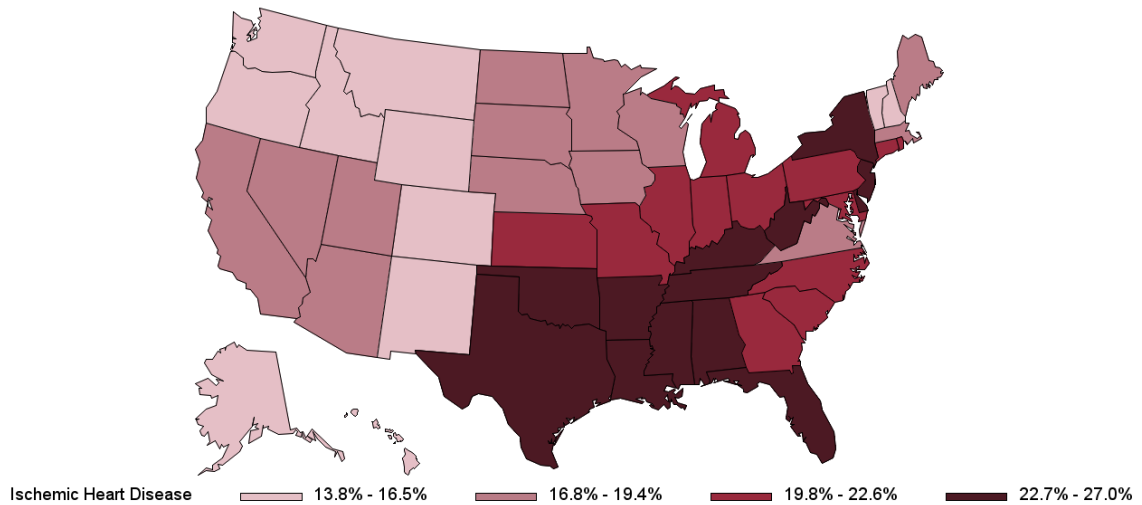 Ischemic Heart Disease 13.8% - 16.5% 16.8% - 19.4% 19.8% - 22.6% 22.7% - 27.0%